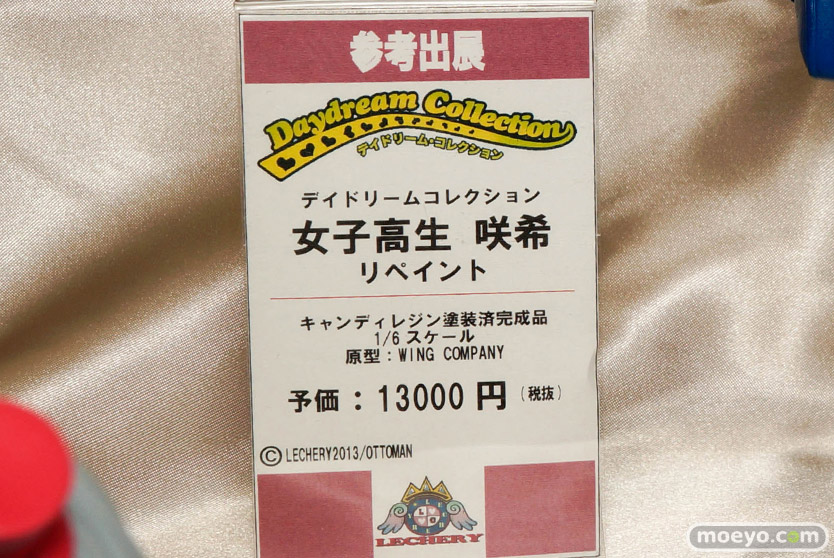 参考出展
Daydream Collection
デイドリーム・コレクション
デイドリームコレクション
女子高生 咲希
リペイント
キャンディレジン塗装済完成品
1/6 スケール
原型：WING COMPANY
予価：13000 円（税抜）
©LECHERY2013/OTTOMAN
LECHERY
moeyo.com